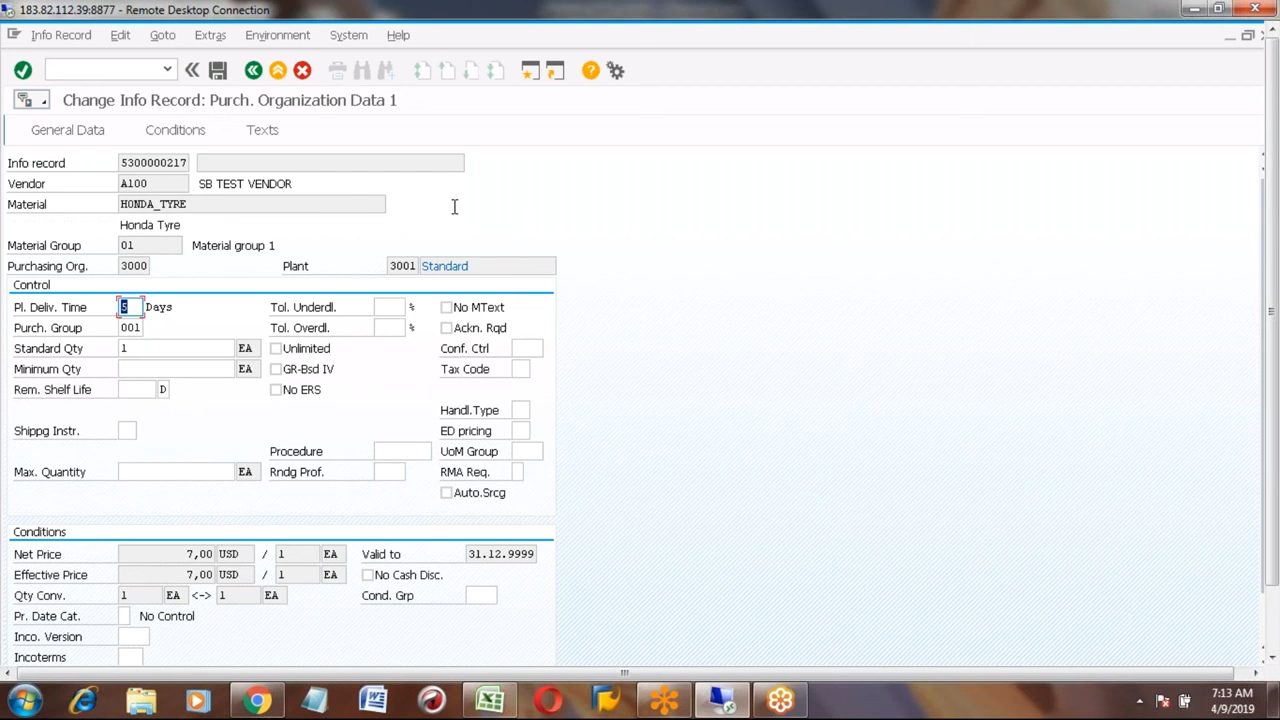 183.82.112.39:8877 - Remote Desktop Connection
Info Record Edit Goto Extras Environment System Help
Change Info Record: Purch. Organization Data 1
General Data Conditions Texts
Info record 5300000217
Vendor A100 SB TEST VENDOR
Material HONDA_TYRE
Honda Tyre
Material Group 01 Material group 1
Purchasing Org. 3000 Plant 3001 Standard
Control
Pl. Deliv. Time 5 Days Tol. Underdl. % No MText
Purch. Group 001 Tol. Overdl. % Ackn. Rqd
Standard Qty 1 EA Unlimited Conf. Ctrl
Minimum Qty EA GR-Bsd IV Tax Code
Rem. Shelf Life D No ERS
Handl.Type
Shippg Instr. ED pricing
Procedure UoM Group
Max. Quantity EA Rndg Prof. RMA Req.
Auto.Srcg
Conditions
Net Price 7,00 USD / 1 EA Valid to 31.12.9999
Effective Price 7,00 USD / 1 EA No Cash Disc.
Qty Conv. 1 EA <-> 1 EA Cond. Grp
Pr. Date Cat. No Control
Inco. Version
Incoterms
7:13 AM
4/9/2019